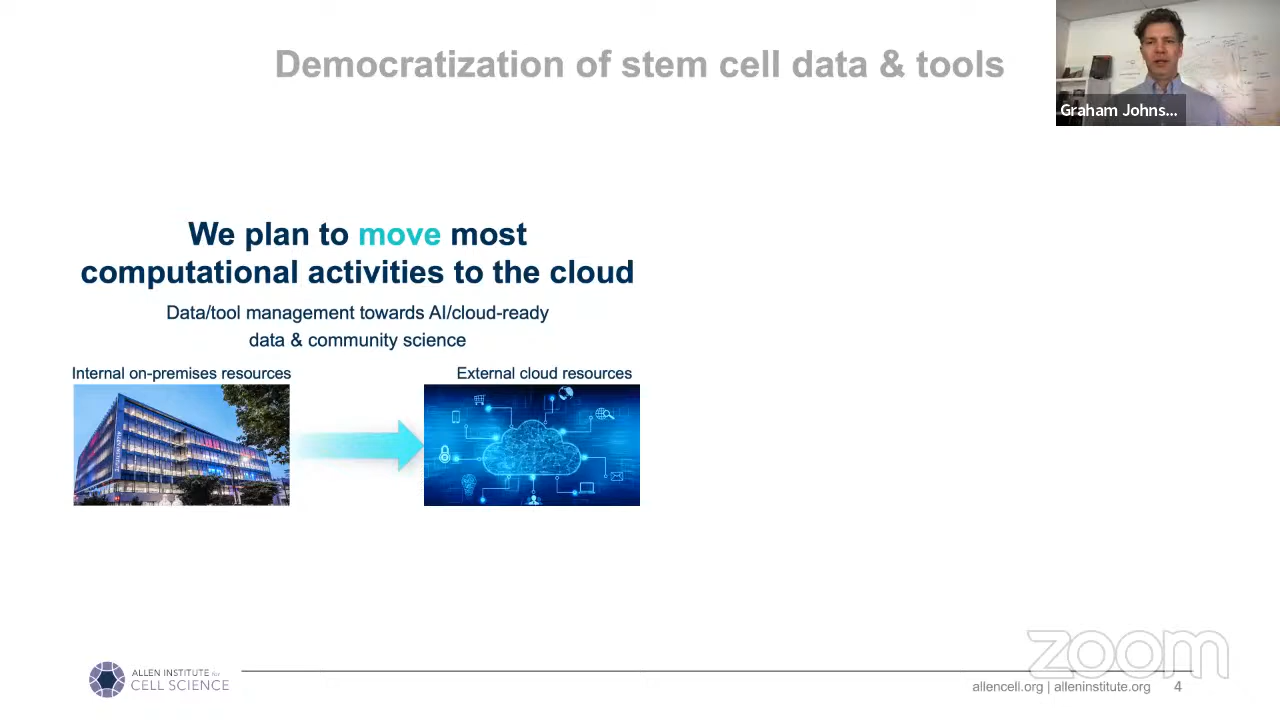 Democratization of stem cell data & tools
Graham Johns...
We plan to move most
computational activities to the cloud
Data/tool management towards AI/cloud-ready
data & community science
Internal on-premises resources
External cloud resources
ALLEN INSTITUTE for
CELL SCIENCE
zoom
allencell.org | alleninstitute.org 4